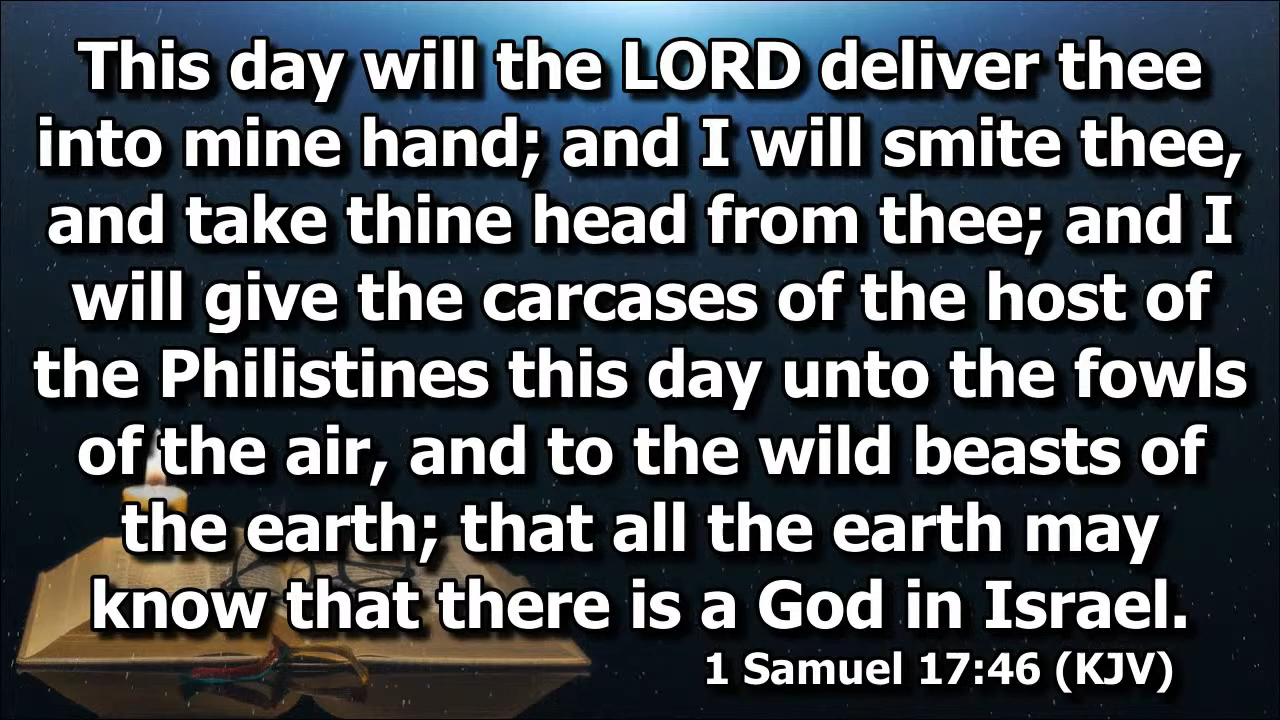 This day will the LORD deliver thee
into mine hand; and I will smite thee,
and take thine head from thee; and I
will give the carcases of the host of
the Philistines this day unto the fowls
of the air, and to the wild beasts of
the earth; that all the earth may
know that there is a God in Israel.
1 Samuel 17:46 (KJV)